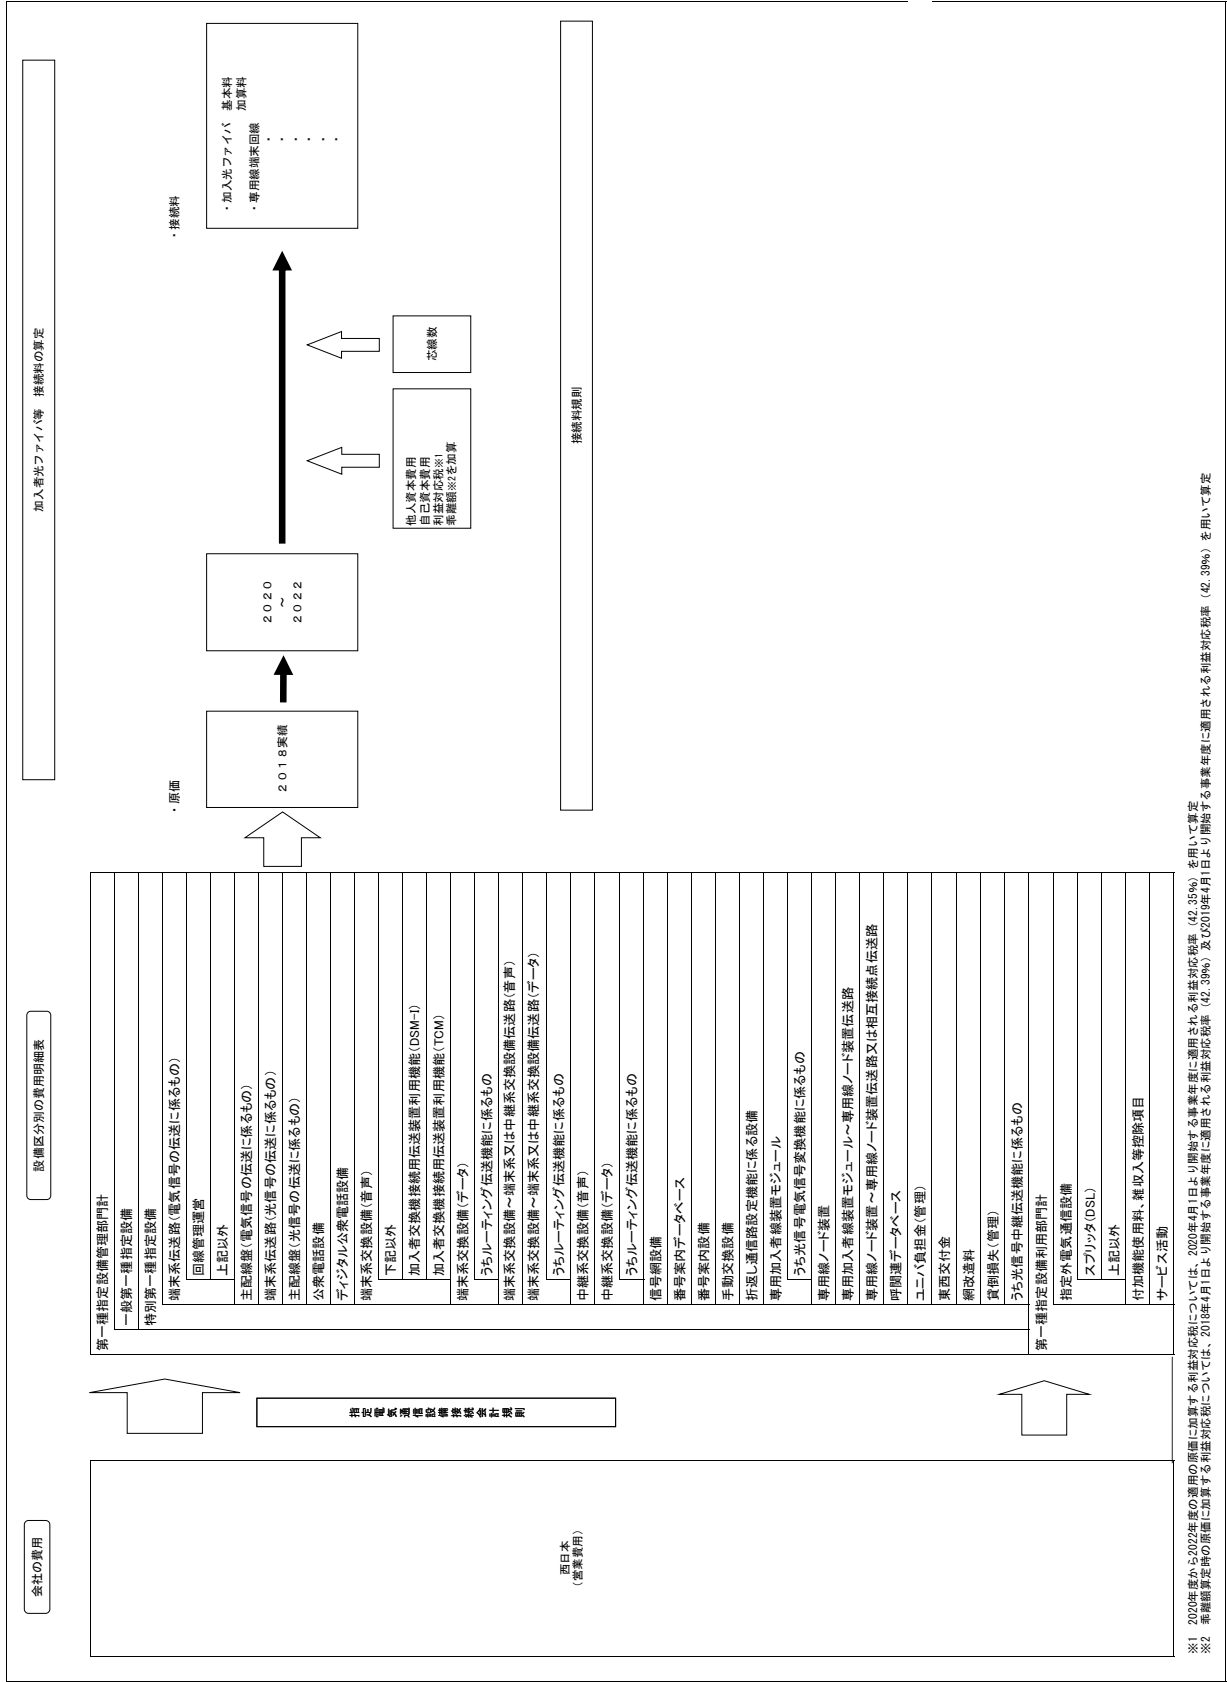 会社の費用
設備区分別の費用明細表
加入者光ファイバ等　接続料の算定
西日本
(営業費用)
指定電気通信設備接続会計規則
第一種指定設備管理部門計
一般第一種指定設備
特別第一種指定設備
端末系伝送路(電気信号の伝送に係るもの)
回線管理運営
上記以外
主配線盤(電気信号の伝送に係るもの)
端末系伝送路(光信号の伝送に係るもの)
主配線盤(光信号の伝送に係るもの)
公衆電話設備
ディジタル公衆電話設備
端末系交換設備(音声)
下記以外
加入者交換機接続用伝送装置利用機能(DSM-I)
加入者交換機接続用伝送装置利用機能(TCM)
端末系交換設備(データ)
うちルーティング伝送機能に係るもの
端末系交換設備～端末系又は中継系交換設備伝送路(音声)
端末系交換設備～端末系又は中継系交換設備伝送路(データ)
うちルーティング伝送機能に係るもの
中継系交換設備(音声)
中継系交換設備(データ)
うちルーティング伝送機能に係るもの
信号網設備
番号案内データベース
番号案内設備
手動交換設備
折返し通信路設定機能に係る設備
専用加入者線装置モジュール
うち光信号電気信号変換機能に係るもの
専用線ノード装置
専用加入者線装置モジュール～専用線ノード装置伝送路
専用線ノード装置～専用線ノード装置伝送路又は相互接続点伝送路
呼関連データベース
ユニバ負担金(管理)
東西交付金
網改造料
貸倒損失(管理)
うち光信号中継伝送機能に係るもの
第一種指定設備利用部門計
指定外電気通信設備
スプリッタ(DSL)
上記以外
付加機能使用料、雑収入等控除項目
サービス活動
・原価
2018実績
2020
～
2022
他人資本費用
自己資本費用
利益対応税※1
乖離額※2を加算
芯線数
・接続料
・加入光ファイバ　基本料
加算料
・専用線端末回線
・
・
・
・
・
・
接続料規則
※1　2020年度から2022年度の適用の原価に加算する利益対応税については、2020年4月1日より開始する事業年度に適用される利益対応税率（42.35%）を用いて算定
※2　乖離額算定時の原価に加算する利益対応税については、2018年4月1日より開始する事業年度に適用される利益対応税率（42.39%）及び2019年4月1日より開始する事業年度に適用される利益対応税率（42.39%）を用いて算定